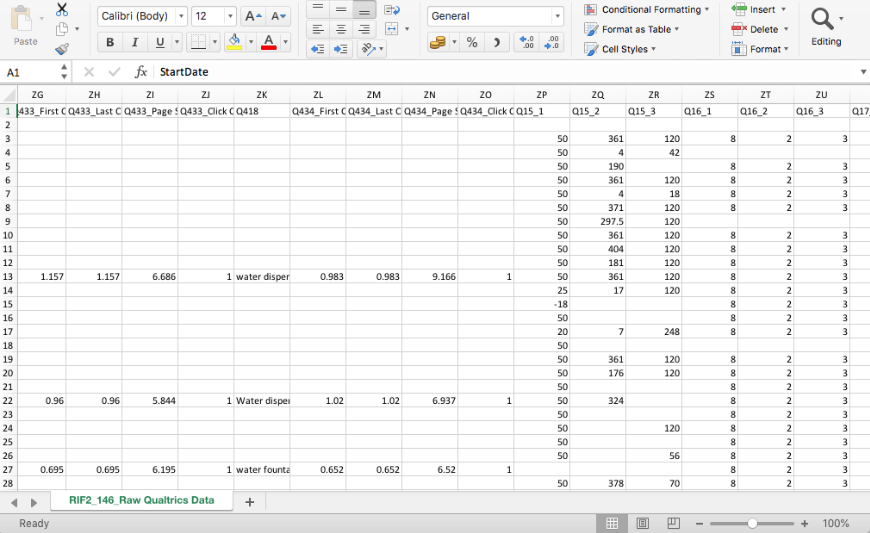 Paste
Calibri (Body) 12
A A
B I U A
General
% )
.00 .00
Conditional Formatting
Format as Table
Cell Styles
Insert
Delete
Format
Editing
A1 fx StartDate
ZG ZH ZI ZJ ZK ZL ZM ZN ZO ZP ZQ ZR ZS ZT ZU
1 433_First C Q433_Last C Q433_Page S Q433_Click C Q418 Q434_First C Q434_Last C Q434_Page S Q434_Click C Q15_1 Q15_2 Q15_3 Q16_1 Q16_2 Q16_3 Q17
2
3 50 361 120 8 2 3
4 50 4 42
5 50 190 8 2 3
6 50 361 120 8 2 3
7 50 4 18 8 2 3
8 50 371 120 8 2 3
9 50 297.5 120
10 50 361 120 8 2 3
11 50 404 120 8 2 3
12 50 181 120 8 2 3
13 1.157 1.157 6.686 1 water disper 0.983 0.983 9.166 1 50 361 120 8 2 3
14 25 17 120 8 2 3
15 -18 8 2 3
16 50 8 2 3
17 20 7 248 8 2 3
18 50
19 50 361 120 8 2 3
20 50 176 120 8 2 3
21 50 8 2 3
22 0.96 0.96 5.844 1 Water disper 1.02 1.02 6.937 1 50 324 8 2 3
23 50 8 2 3
24 50 120 8 2 3
25 50 8 2 3
26 50 56 8 2 3
27 0.695 0.695 6.195 1 water founta 0.652 0.652 6.52 1 8 2 3
28 50 378 70 8 2 3
RIF2_146_Raw Qualtrics Data +
Ready 100%